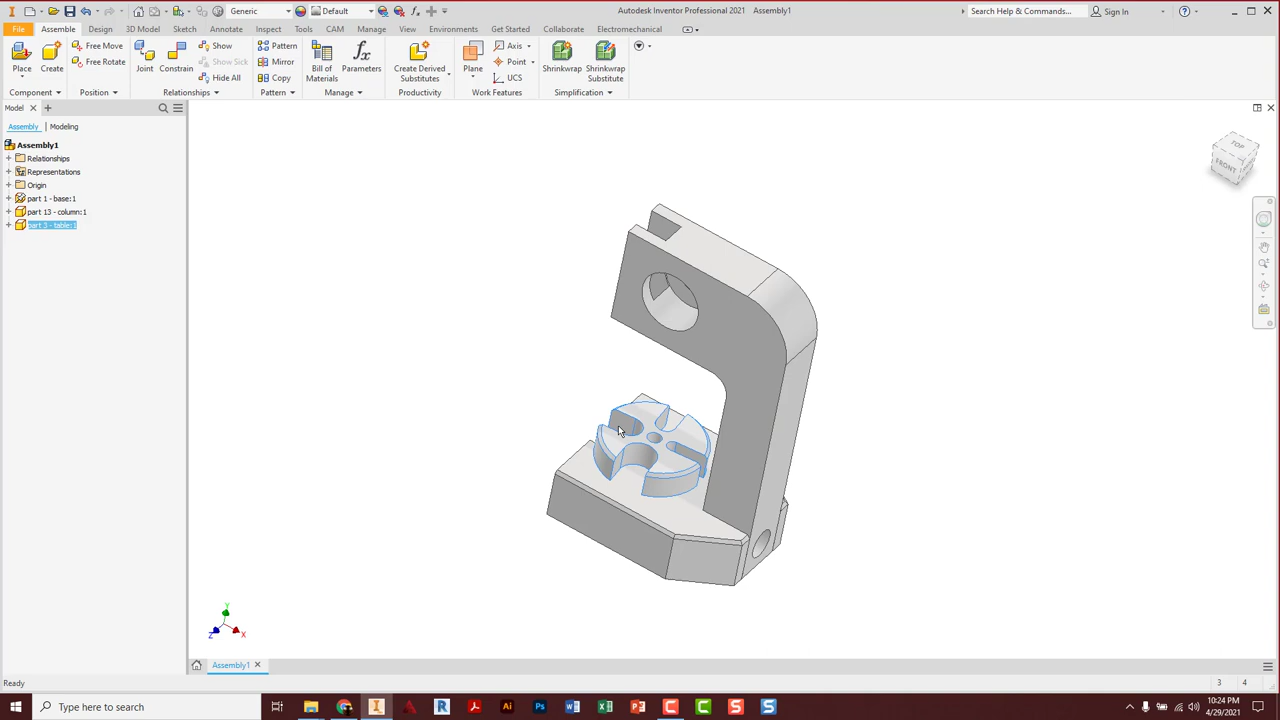 Generic
Default
Autodesk Inventor Professional 2021 Assembly1
Search Help & Commands...
Sign In
File Assemble Design 3D Model Sketch Annotate Inspect Tools CAM Manage View Environments Get Started Collaborate Electromechanical
Place
Create
Free Move
Free Rotate
Component
Position
Joint
Constrain
Show
Show Sick
Hide All
Relationships
Pattern
Mirror
Copy
Pattern
Bill of
Materials
Parameters
Manage
Create Derived
Substitutes
Productivity
Plane
Axis
Point
UCS
Work Features
Shrinkwrap
Shrinkwrap
Substitute
Simplification
Model
Assembly Modeling
Assembly1
Relationships
Representations
Origin
part 1 - base:1
part 13 - column:1
part 3 - table:1
TOP
FRONT
Y
Z
X
Assembly1
Ready
3 4
Type here to search
10:24 PM
4/29/2021